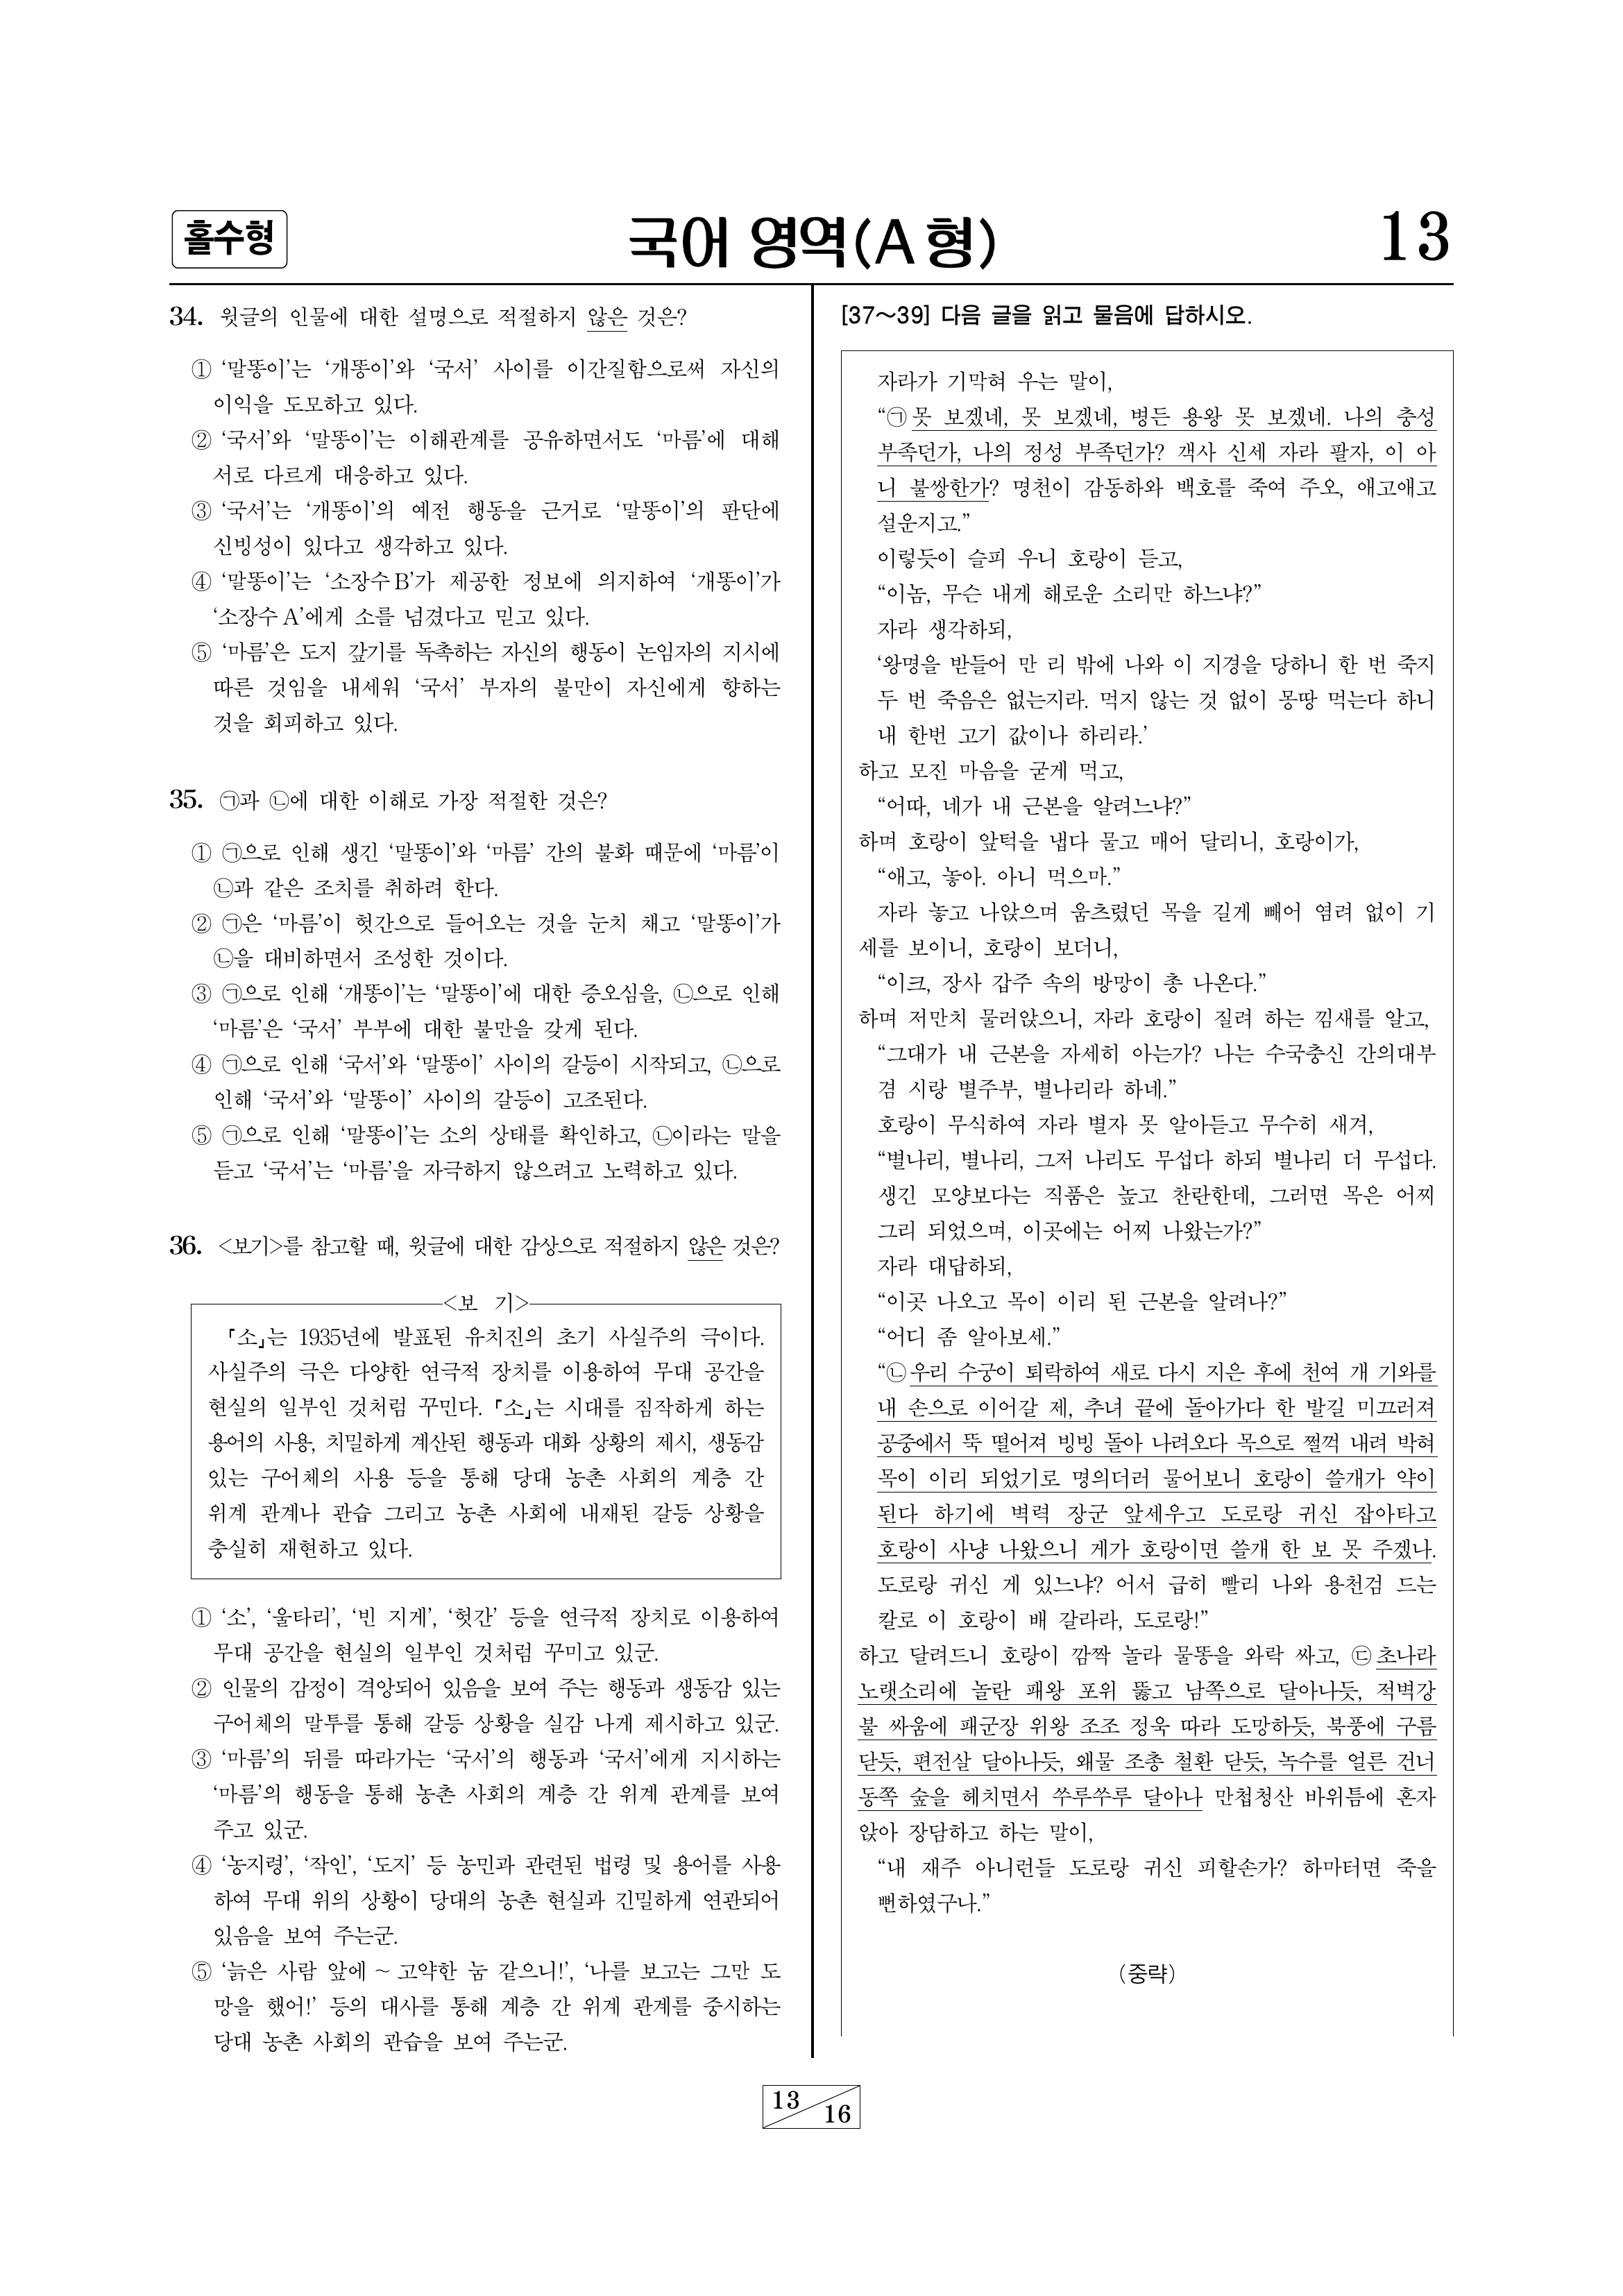 홀수형
국어 영역(A 형)
13
34. 윗글의 인물에 대한 설명으로 적절하지 않은 것은?
① ‘말똥이’는 ‘개똥이’와 ‘국서’ 사이를 이간질함으로써 자신의
이익을 도모하고 있다.
② ‘국서’와 ‘말똥이’는 이해관계를 공유하면서도 ‘마름’에 대해
서로 다르게 대응하고 있다.
③ ‘국서’는 ‘개똥이’의 예전 행동을 근거로 ‘말똥이’의 판단에
신빙성이 있다고 생각하고 있다.
④ ‘말똥이’는 ‘소장수 B’가 제공한 정보에 의지하여 ‘개똥이’가
‘소장수 A’에게 소를 넘겼다고 믿고 있다.
⑤ ‘마름’은 도지 갚기를 독촉하는 자신의 행동이 논임자의 지시에
따른 것임을 내세워 ‘국서’ 부자의 불만이 자신에게 향하는
것을 회피하고 있다.
35. ㉠과 ㉡에 대한 이해로 가장 적절한 것은?
① ㉠으로 인해 생긴 ‘말똥이’와 ‘마름’ 간의 불화 때문에 ‘마름’이
㉡과 같은 조치를 취하려 한다.
② ㉠은 ‘마름’이 헛간으로 들어오는 것을 눈치 채고 ‘말똥이’가
㉡을 대비하면서 조성한 것이다.
③ ㉠으로 인해 ‘개똥이’는 ‘말똥이’에 대한 증오심을, ㉡으로 인해
‘마름’은 ‘국서’ 부부에 대한 불만을 갖게 된다.
④ ㉠으로 인해 ‘국서’와 ‘말똥이’ 사이의 갈등이 시작되고, ㉡으로
인해 ‘국서’와 ‘말똥이’ 사이의 갈등이 고조된다.
⑤ ㉠으로 인해 ‘말똥이’는 소의 상태를 확인하고, ㉡이라는 말을
듣고 ‘국서’는 ‘마름’을 자극하지 않으려고 노력하고 있다.
36. <보기>를 참고할 때, 윗글에 대한 감상으로 적절하지 않은 것은?
<보 기>
「소」는 1935년에 발표된 유치진의 초기 사실주의 극이다.
사실주의 극은 다양한 연극적 장치를 이용하여 무대 공간을
현실의 일부인 것처럼 꾸민다. 「소」는 시대를 짐작하게 하는
용어의 사용, 치밀하게 계산된 행동과 대화 상황의 제시, 생동감
있는 구어체의 사용 등을 통해 당대 농촌 사회의 계층 간
위계 관계나 관습 그리고 농촌 사회에 내재된 갈등 상황을
충실히 재현하고 있다.
① ‘소’, ‘울타리’, ‘빈 지게’, ‘헛간’ 등을 연극적 장치로 이용하여
무대 공간을 현실의 일부인 것처럼 꾸미고 있군.
② 인물의 감정이 격앙되어 있음을 보여 주는 행동과 생동감 있는
구어체의 말투를 통해 갈등 상황을 실감 나게 제시하고 있군.
③ ‘마름’의 뒤를 따라가는 ‘국서’의 행동과 ‘국서’에게 지시하는
‘마름’의 행동을 통해 농촌 사회의 계층 간 위계 관계를 보여
주고 있군.
④ ‘농지령’, ‘작인’, ‘도지’ 등 농민과 관련된 법령 및 용어를 사용
하여 무대 위의 상황이 당대의 농촌 현실과 긴밀하게 연관되어
있음을 보여 주는군.
⑤ ‘늙은 사람 앞에 ~ 고약한 눔 같으니!’, ‘나를 보고는 그만 도
망을 했어!’ 등의 대사를 통해 계층 간 위계 관계를 중시하는
당대 농촌 사회의 관습을 보여 주는군.
[37～39] 다음 글을 읽고 물음에 답하시오.
자라가 기막혀 우는 말이,
“㉠못 보겠네, 못 보겠네, 병든 용왕 못 보겠네. 나의 충성
부족던가, 나의 정성 부족던가? 객사 신세 자라 팔자, 이 아
니 불쌍한가? 명천이 감동하와 백호를 죽여 주오, 애고애고
설운지고.”
이렇듯이 슬피 우니 호랑이 듣고,
“이놈, 무슨 내게 해로운 소리만 하느냐?”
자라 생각하되,
‘왕명을 받들어 만 리 밖에 나와 이 지경을 당하니 한 번 죽지
두 번 죽음은 없는지라. 먹지 않는 것 없이 몽땅 먹는다 하니
내 한번 고기 값이나 하리라.’
하고 모진 마음을 굳게 먹고,
“어따, 네가 내 근본을 알려느냐?”
하며 호랑이 앞턱을 냅다 물고 매어 달리니, 호랑이가,
“애고, 놓아. 아니 먹으마.”
자라 놓고 나앉으며 움츠렸던 목을 길게 빼어 염려 없이 기
세를 보이니, 호랑이 보더니,
“이크, 장사 갑주 속의 방망이 총 나온다.”
하며 저만치 물러앉으니, 자라 호랑이 질려 하는 낌새를 알고,
“그대가 내 근본을 자세히 아는가? 나는 수국충신 간의대부
겸 시랑 별주부, 별나리라 하네.”
호랑이 무식하여 자라 별자 못 알아듣고 무수히 새겨,
“별나리, 별나리, 그저 나리도 무섭다 하되 별나리 더 무섭다.
생긴 모양보다는 직품은 높고 찬란한데, 그러면 목은 어찌
그리 되었으며, 이곳에는 어찌 나왔는가?”
자라 대답하되,
“이곳 나오고 목이 이리 된 근본을 알려나?”
“어디 좀 알아보세.”
“㉡우리 수궁이 퇴락하여 새로 다시 지은 후에 천여 개 기와를
내 손으로 이어갈 제, 추녀 끝에 돌아가다 한 발길 미끄러져
공중에서 뚝 떨어져 빙빙 돌아 나려오다 목으로 쩔꺽 내려 박혀
목이 이리 되었기로 명의더러 물어보니 호랑이 쓸개가 약이
된다 하기에 벽력 장군 앞세우고 도로랑 귀신 잡아타고
호랑이 사냥 나왔으니 게가 호랑이면 쓸개 한 보 못 주겠나.
도로랑 귀신 게 있느냐? 어서 급히 빨리 나와 용천검 드는
칼로 이 호랑이 배 갈라라, 도로랑!”
하고 달려드니 호랑이 깜짝 놀라 물똥을 와락 싸고, ㉢초나라
노랫소리에 놀란 패왕 포위 뚫고 남쪽으로 달아나듯, 적벽강
불 싸움에 패군장 위왕 조조 정욱 따라 도망하듯, 북풍에 구름
닫듯, 편전살 달아나듯, 왜물 조총 철환 닫듯, 녹수를 얼른 건너
동쪽 숲을 헤치면서 쑤루쑤루 달아나 만첩청산 바위틈에 혼자
앉아 장담하고 하는 말이,
“내 재주 아니런들 도로랑 귀신 피할손가? 하마터면 죽을
뻔하였구나.”
(중략)
13
16